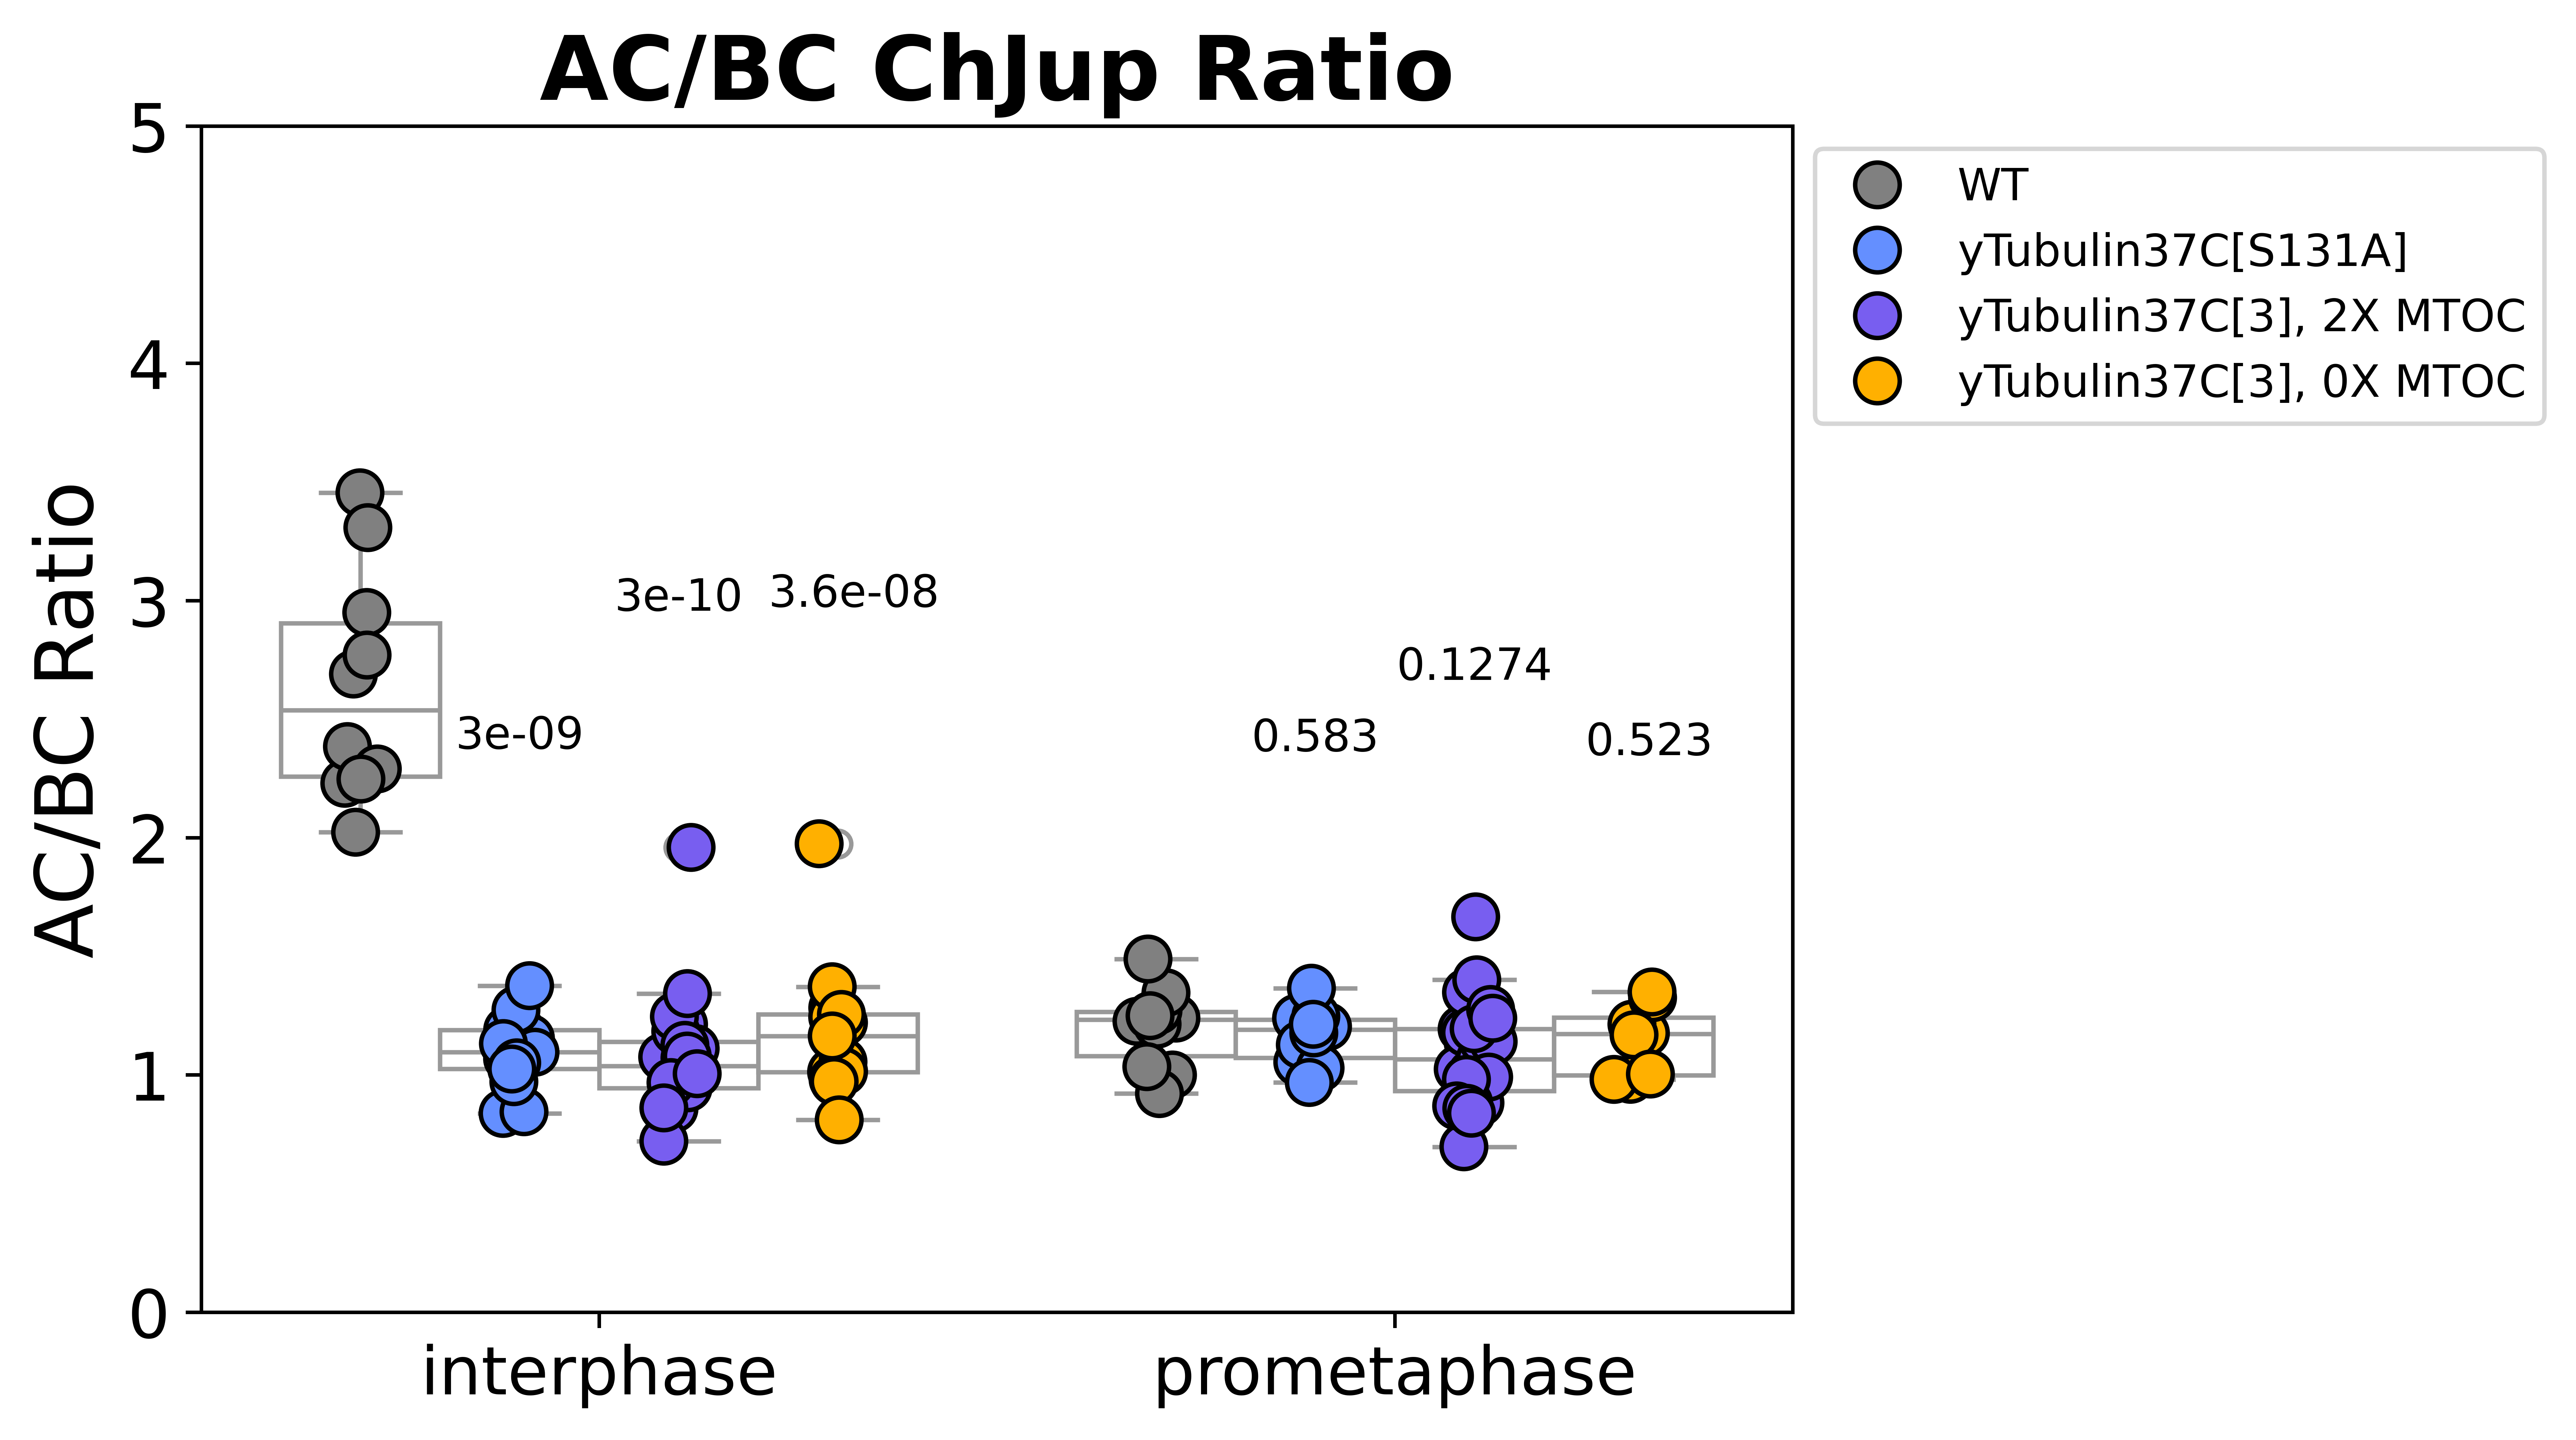 AC/BC ChJup Ratio
AC/BC Ratio
5
4
3
2
1
0
3e-09
3e-10
3.6e-08
0.583
0.1274
0.523
interphase
prometaphase
WT
yTubulin37C[S131A]
yTubulin37C[3], 2X MTOC
yTubulin37C[3], 0X MTOC